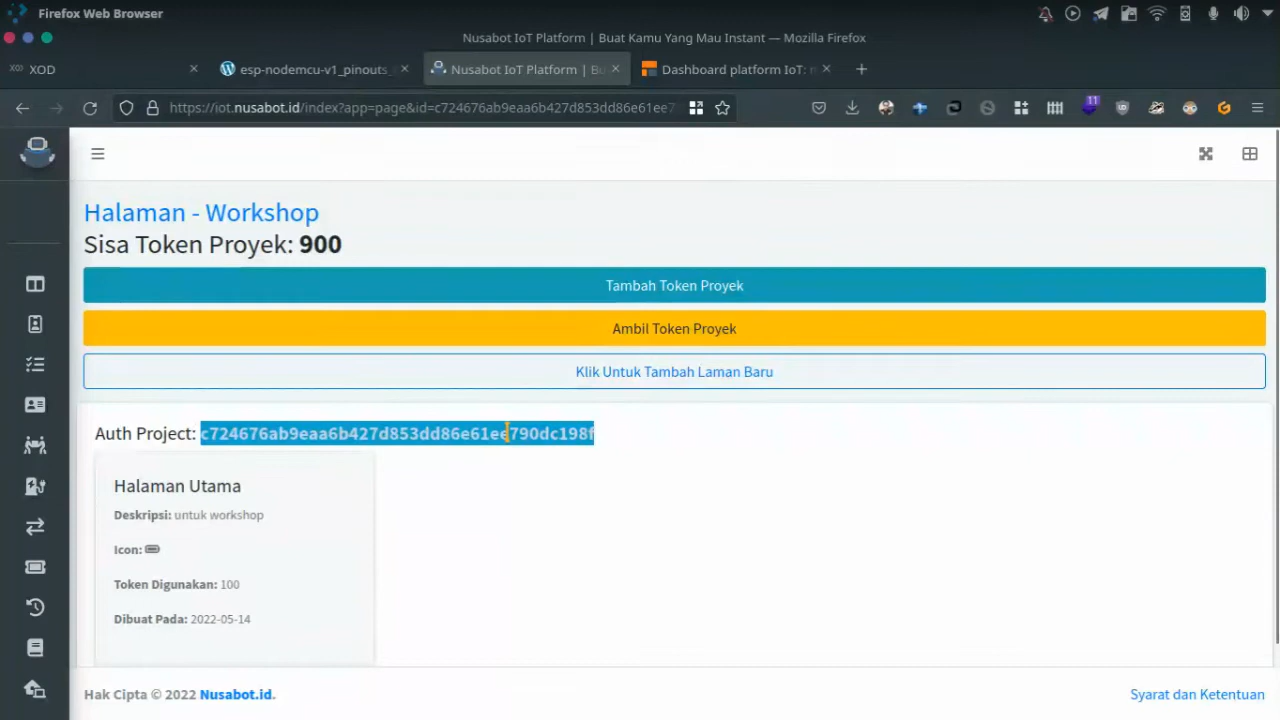 Firefox Web Browser
Nusabot IoT Platform | Buat Kamu Yang Mau Instant — Mozilla Firefox
XOD XOD
esp-nodemcu-v1_pinouts_
Nusabot IoT Platform | Bu
Dashboard platform IoT: n
https://iot.nusabot.id/index?app=page&id=c724676ab9eaa6b427d853dd86e61ee7
11
Halaman - Workshop
Sisa Token Proyek: 900
Tambah Token Proyek
Ambil Token Proyek
Klik Untuk Tambah Laman Baru
Auth Project: c724676ab9eaa6b427d853dd86e61ee790dc198f
Halaman Utama
Deskripsi: untuk workshop
Icon:
Token Digunakan: 100
Dibuat Pada: 2022-05-14
Hak Cipta © 2022 Nusabot.id.
Syarat dan Ketentuan